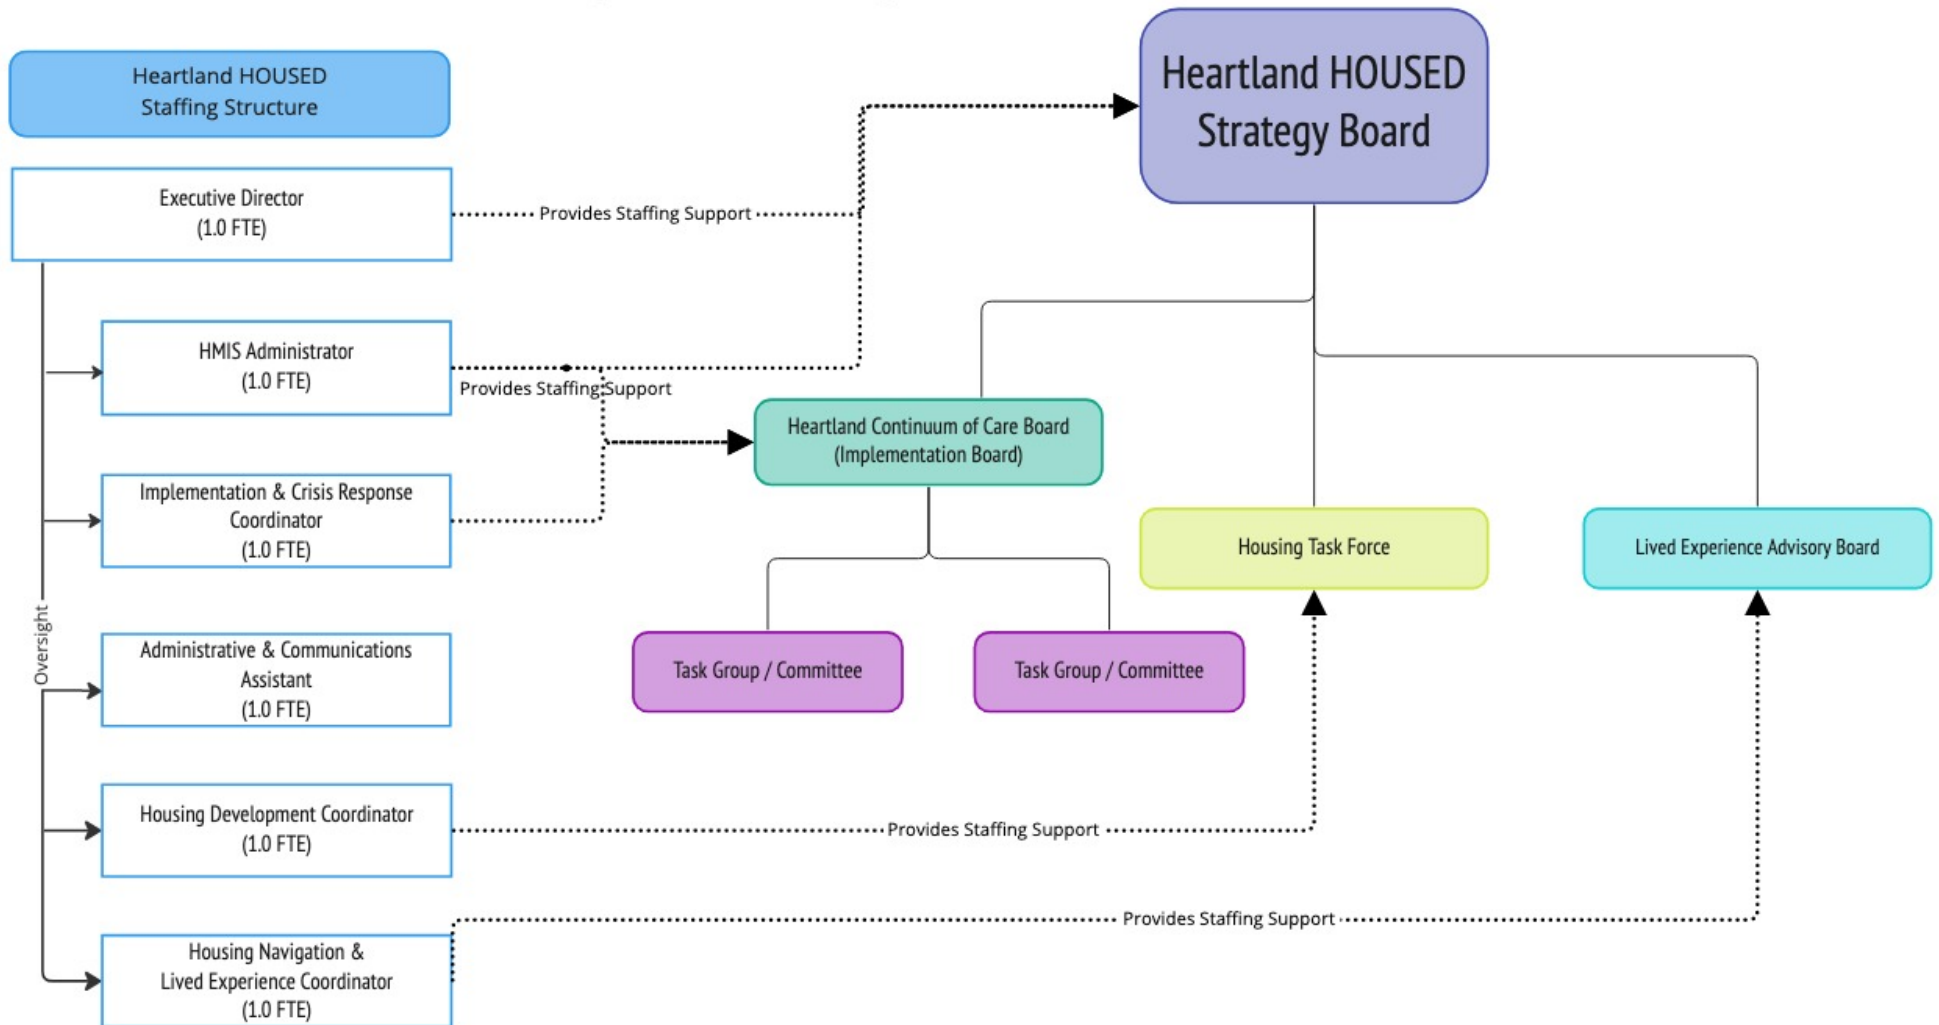 Heartland HOUSED
Staffing Structure
Heartland HOUSED
Strategy Board
Executive Director
(1.0 FTE)
Provides Staffing Support
HMIS Administrator
(1.0 FTE)
Provides Staffing Support
Heartland Continuum of Care Board
(Implementation Board)
Implementation & Crisis Response
Coordinator
(1.0 FTE)
Housing Task Force
Lived Experience Advisory Board
Oversight
Administrative & Communications
Assistant
(1.0 FTE)
Task Group / Committee
Task Group / Committee
Housing Development Coordinator
(1.0 FTE)
Provides Staffing Support
Provides Staffing Support
Housing Navigation &
Lived Experience Coordinator
(1.0 FTE)